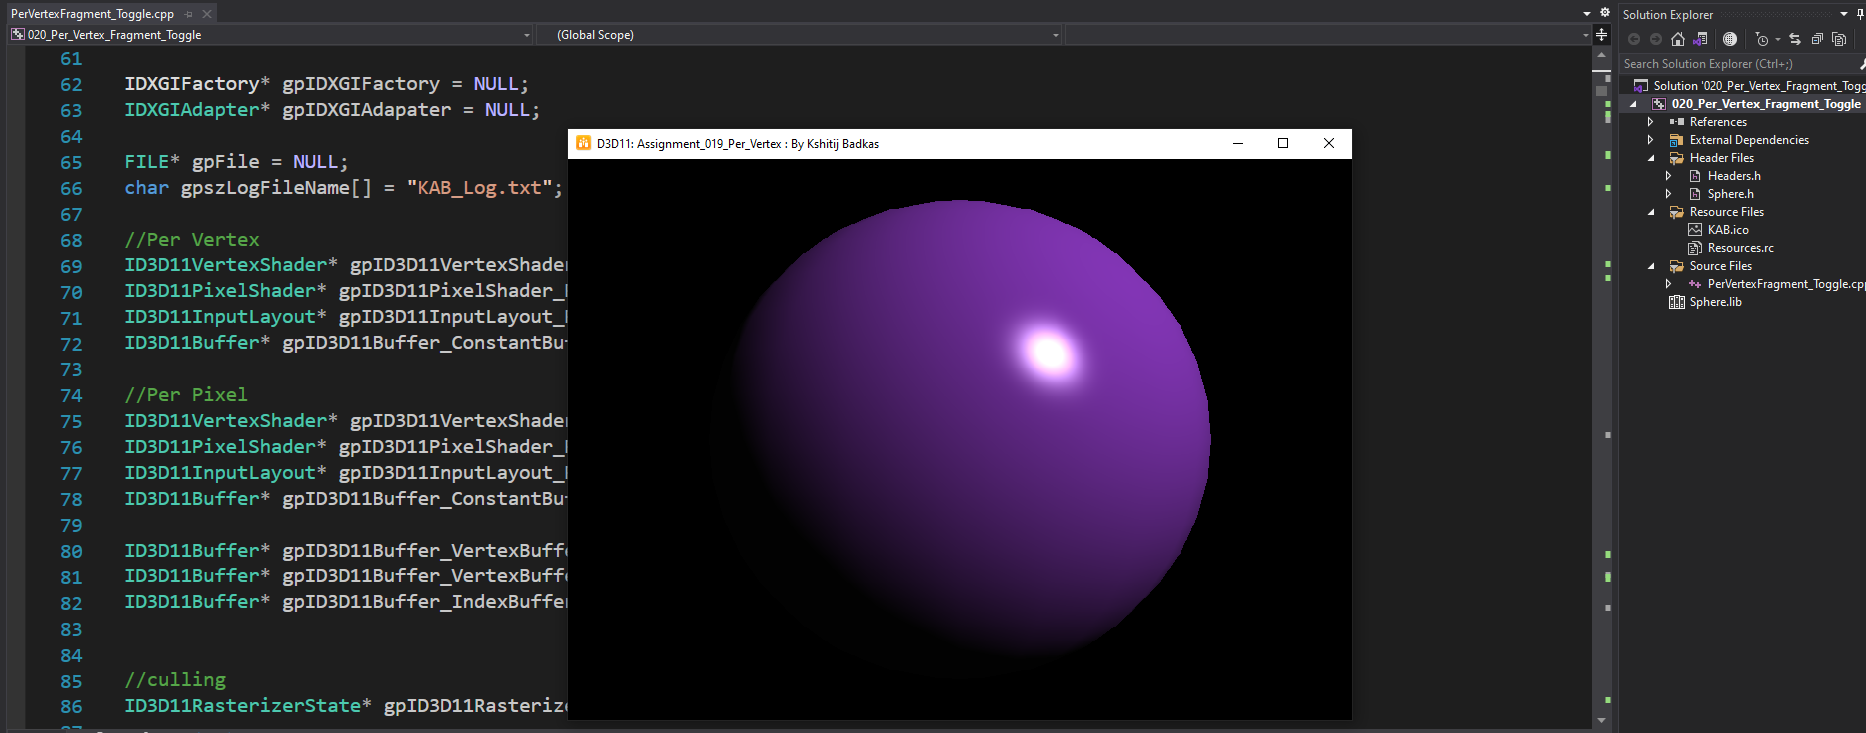 PerVertexFragment_Toggle.cpp
020_Per_Vertex_Fragment_Toggle
(Global Scope)
61
62 IDXGIFactory* gpIDXGIFactory = NULL;
63 IDXGIAdapter* gpIDXGIAdapater = NULL;
64
65 FILE* gpFile = NULL;
66 char gpszLogFileName[] = "KAB_Log.txt";
67
68 //Per Vertex
69 ID3D11VertexShader* gpID3D11VertexShader
70 ID3D11PixelShader* gpID3D11PixelShader_
71 ID3D11InputLayout* gpID3D11InputLayout_
72 ID3D11Buffer* gpID3D11Buffer_ConstantBu
73
74 //Per Pixel
75 ID3D11VertexShader* gpID3D11VertexShader
76 ID3D11PixelShader* gpID3D11PixelShader_
77 ID3D11InputLayout* gpID3D11InputLayout_
78 ID3D11Buffer* gpID3D11Buffer_ConstantBu
79
80 ID3D11Buffer* gpID3D11Buffer_VertexBuff
81 ID3D11Buffer* gpID3D11Buffer_VertexBuff
82 ID3D11Buffer* gpID3D11Buffer_IndexBuffe
83
84
85 //culling
86 ID3D11RasterizerState* gpID3D11Rasteriz
D3D11: Assignment_019_Per_Vertex : By Kshitij Badkas
Solution Explorer
Search Solution Explorer (Ctrl+;)
Solution '020_Per_Vertex_Fragment_Togg
020_Per_Vertex_Fragment_Toggle
References
External Dependencies
Header Files
Headers.h
Sphere.h
Resource Files
KAB.ico
Resources.rc
Source Files
PerVertexFragment_Toggle.cp
Sphere.lib